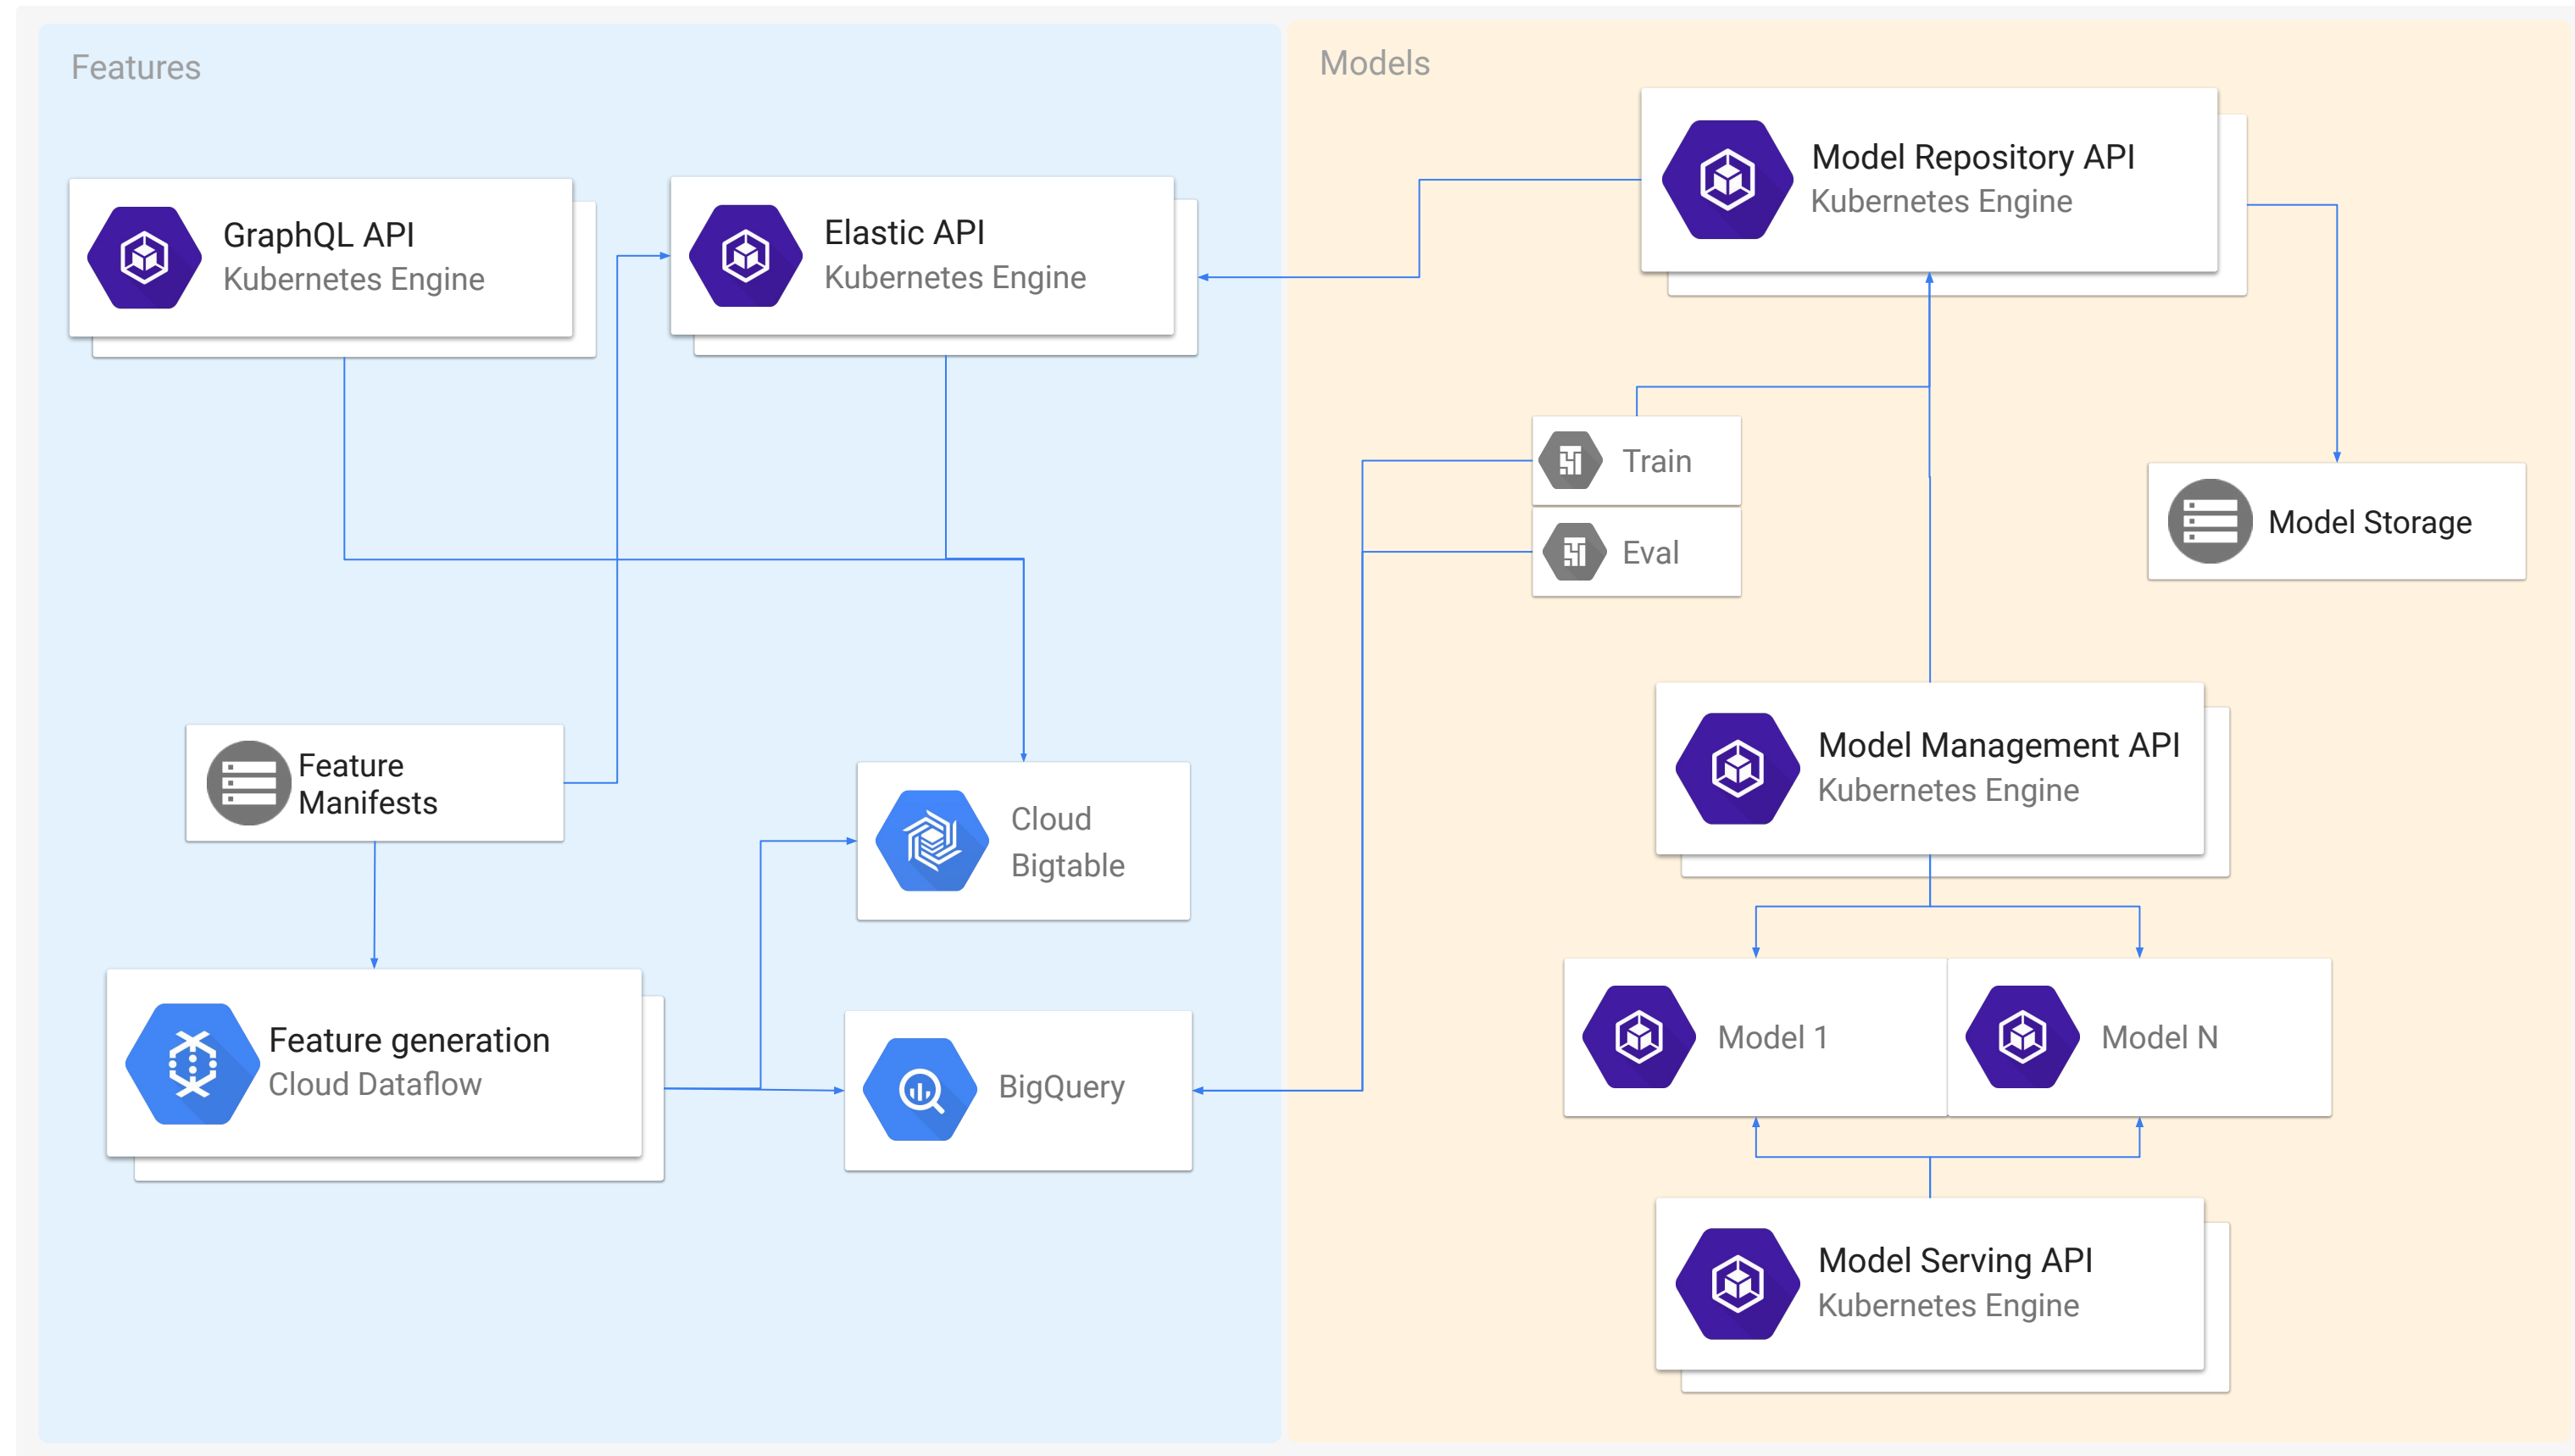 Features
GraphQL API
Kubernetes Engine
Elastic API
Kubernetes Engine
Feature
Manifests
Cloud
Bigtable
Feature generation
Cloud Dataflow
BigQuery
Models
Model Repository API
Kubernetes Engine
Train
Eval
Model Storage
Model Management API
Kubernetes Engine
Model 1
Model N
Model Serving API
Kubernetes Engine